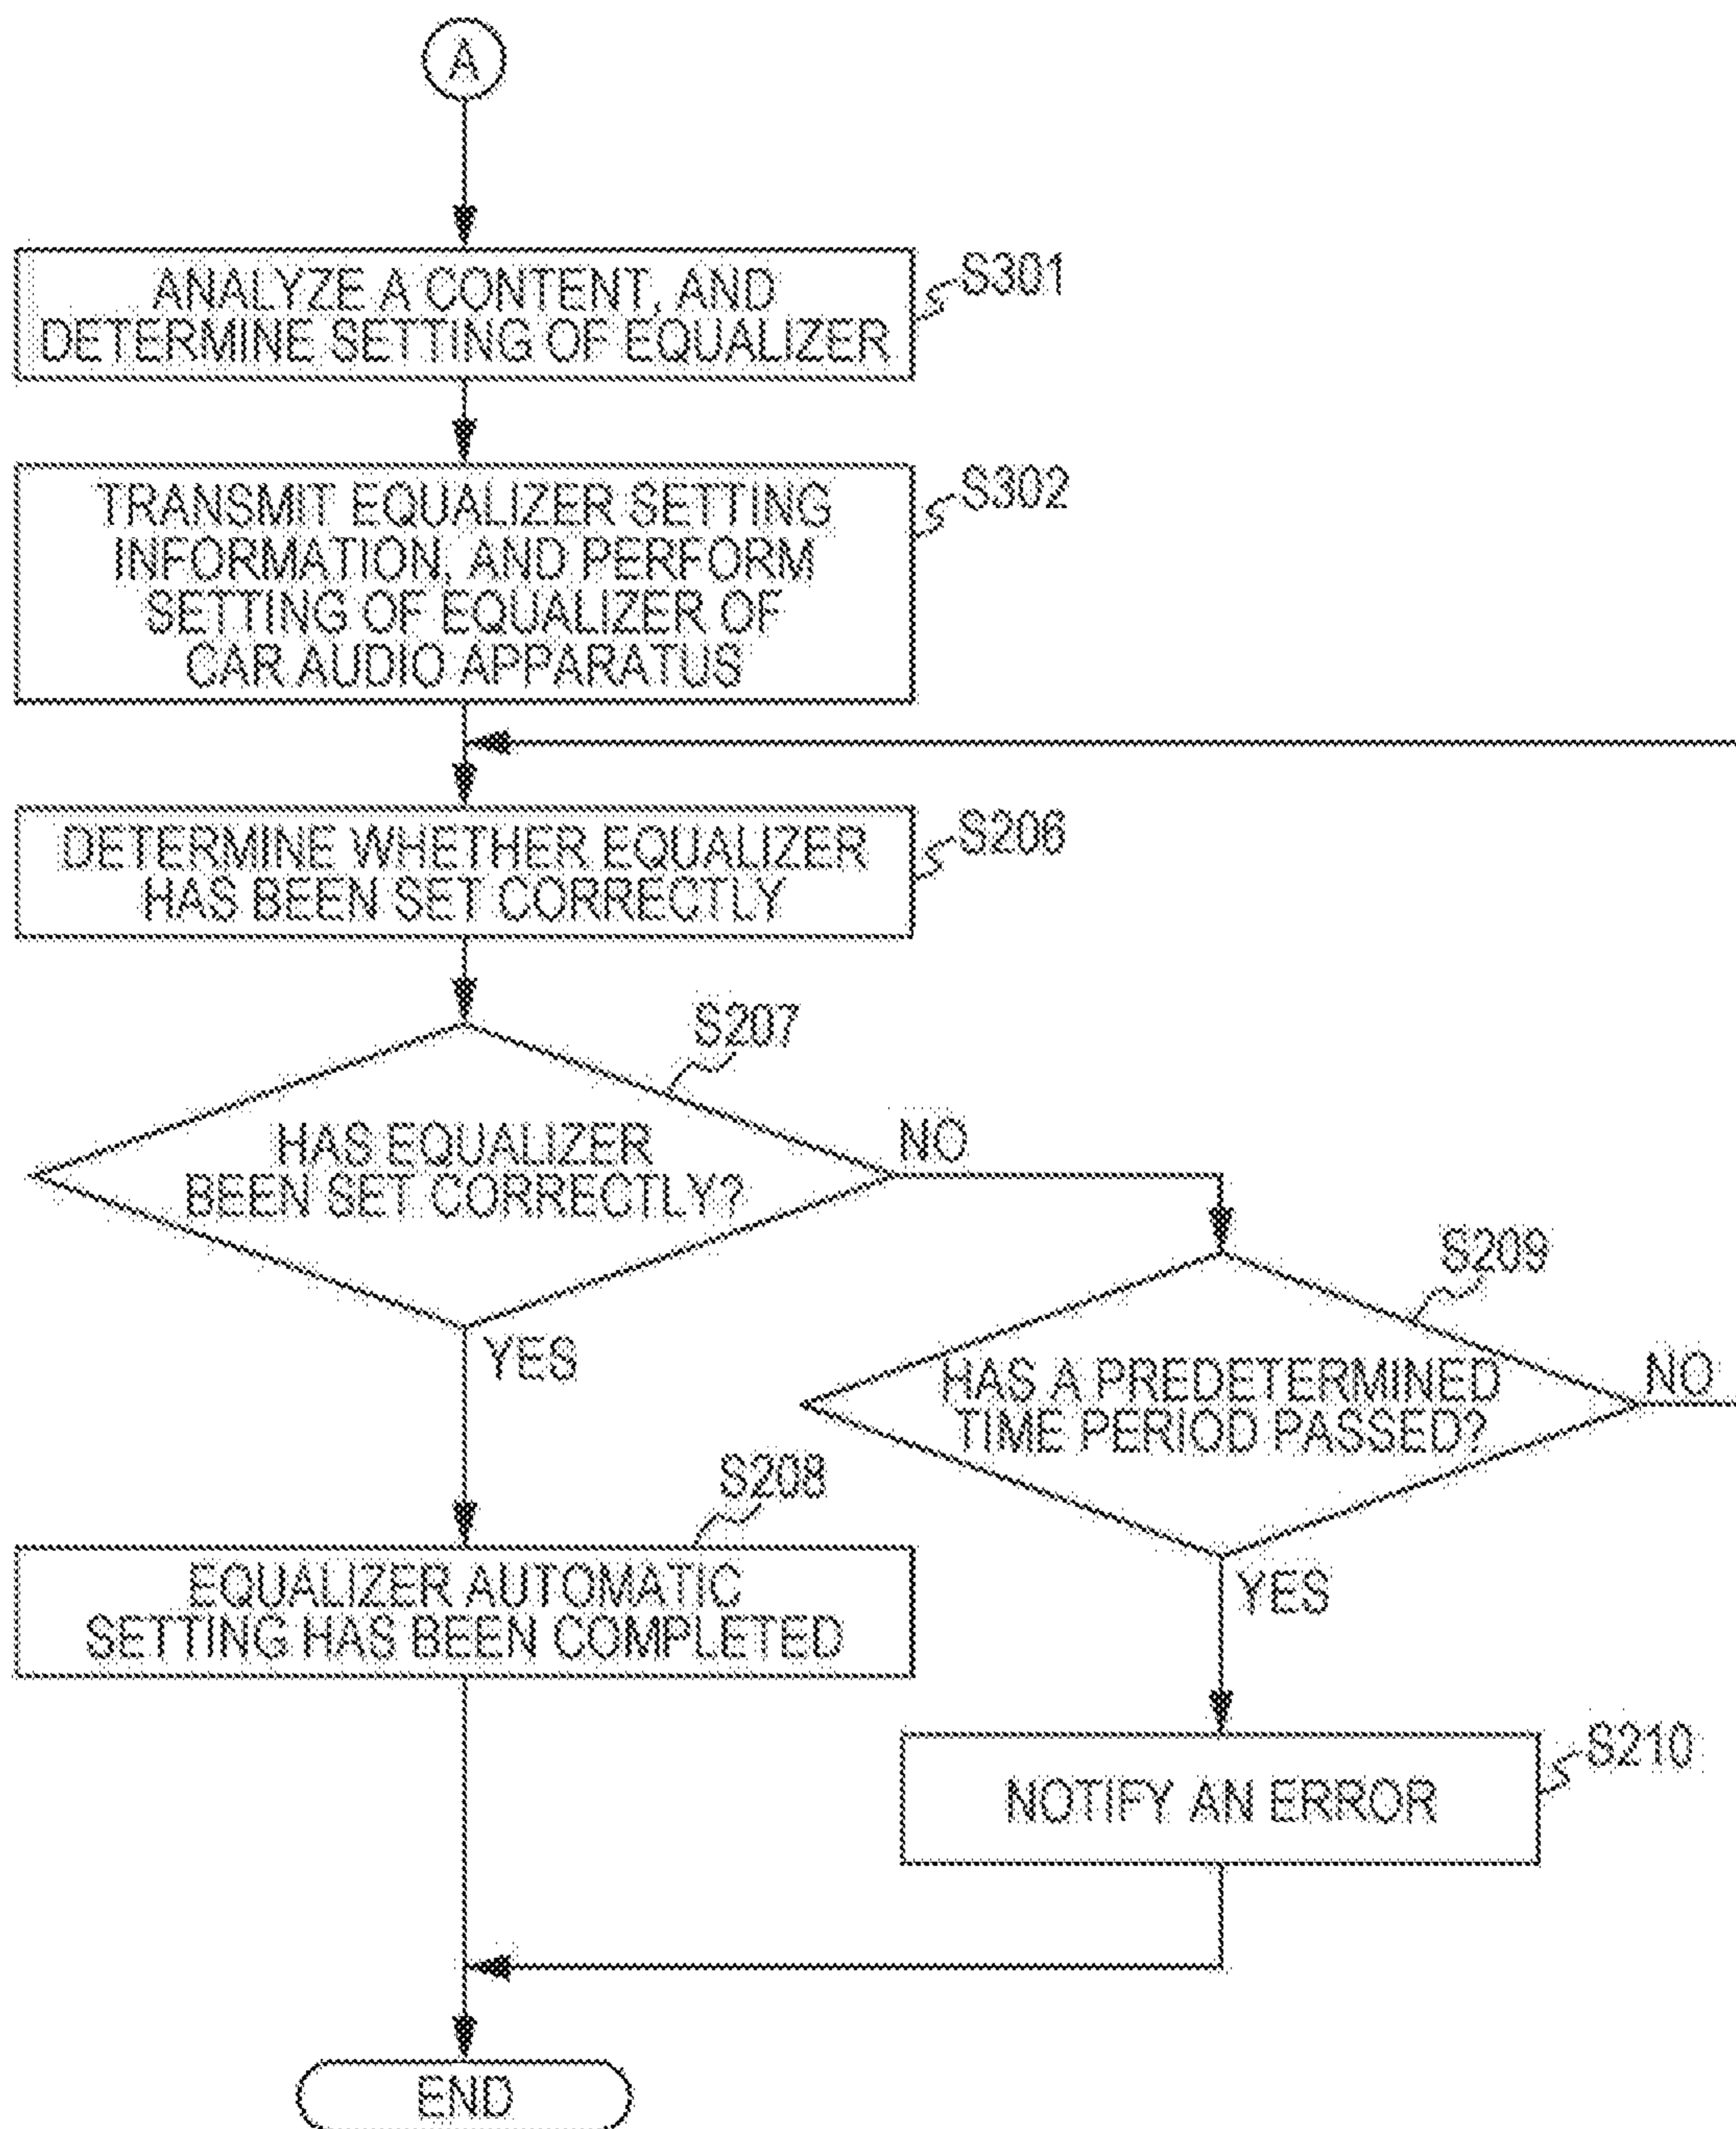 A
ANALYZE A CONTENT, AND
DETERMINE SETTING OF EQUALIZER
S301
TRANSMIT EQUALIZER SETTING
INFORMATION, AND PERFORM
SETTING OF EQUALIZER OF
CAR AUDIO APPARATUS
S302
DETERMINE WHETHER EQUALIZER
HAS BEEN SET CORRECTLY
S206
S207
HAS EQUALIZER
BEEN SET CORRECTLY?
NO
YES
S209
HAS A PREDETERMINED
TIME PERIOD PASSED?
NO
YES
S208
EQUALIZER AUTOMATIC
SETTING HAS BEEN COMPLETED
S210
NOTIFY AN ERROR
END